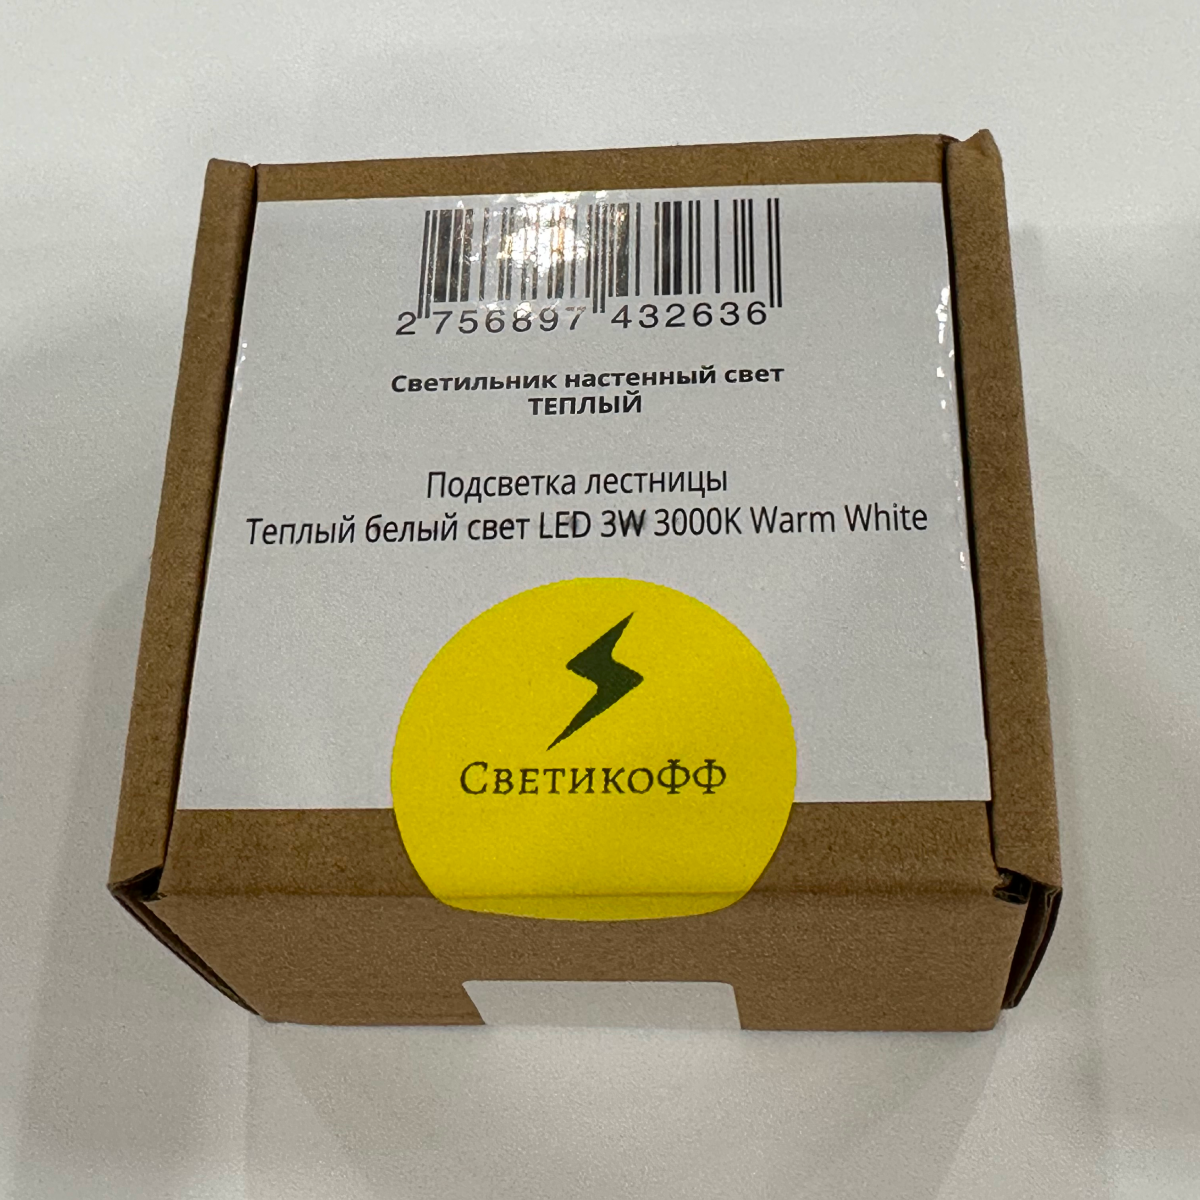 2 756897 432636
Светильник настенный свет
ТЕПЛЫЙ
Подсветка лестницы
Теплый белый свет LED 3W 3000K Warm White
СветикоФФ